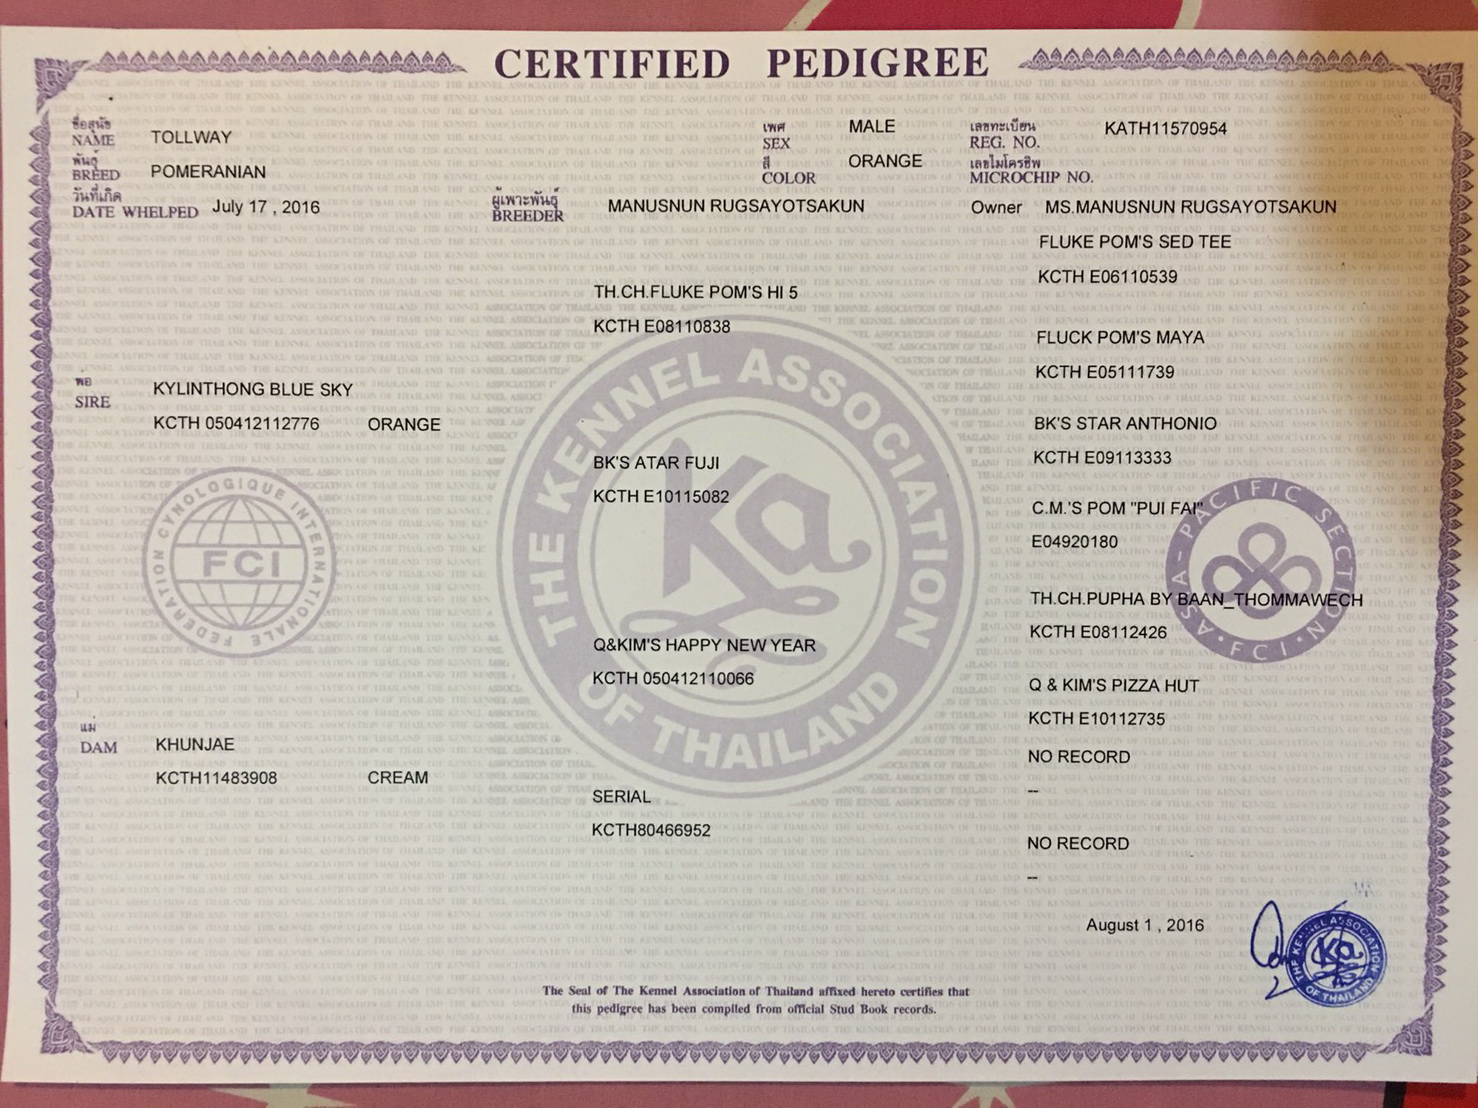 CERTIFIED PEDIGREE
ชื่อสุนัข
NAME TOLLWAY
เพศ
SEX MALE
เลขทะเบียน
REG. NO. KATH11570954
พันธุ์
BREED POMERANIAN
สี
COLOR ORANGE
เลขไมโครชิพ
MICROCHIP NO.
วันที่เกิด
DATE WHELPED July 17 , 2016
ผู้เพาะพันธุ์
BREEDER MANUSNUN RUGSAYOTSAKUN
Owner MS.MANUSNUN RUGSAYOTSAKUN
FLUKE POM'S SED TEE
KCTH E06110539
TH.CH.FLUKE POM'S HI 5
KCTH E08110838
FLUCK POM'S MAYA
KCTH E05111739
พ่อ
SIRE KYLINTHONG BLUE SKY
KCTH 050412112776 ORANGE
BK'S STAR ANTHONIO
KCTH E09113333
BK'S ATAR FUJI
KCTH E10115082
C.M.'S POM "PUI FAI"
E04920180
TH.CH.PUPHA BY BAAN_THOMMAWECH
KCTH E08112426
Q&KIM'S HAPPY NEW YEAR
KCTH 050412110066
Q & KIM'S PIZZA HUT
KCTH E10112735
แม่
DAM KHUNJAE
KCTH11483908 CREAM
NO RECORD
--
SERIAL
KCTH80466952
NO RECORD
--
THE KENNEL ASSOCIATION OF THAILAND
Ka
FEDERATION CYNOLOGIQUE INTERNATIONALE
FCI
ASIA-PACIFIC SECTION
FCI
August 1 , 2016
THE KENNEL ASSOCIATION OF THAILAND
Ka
The Seal of The Kennel Association of Thailand affixed hereto certifies that
this pedigree has been complled from official Stud Book records.